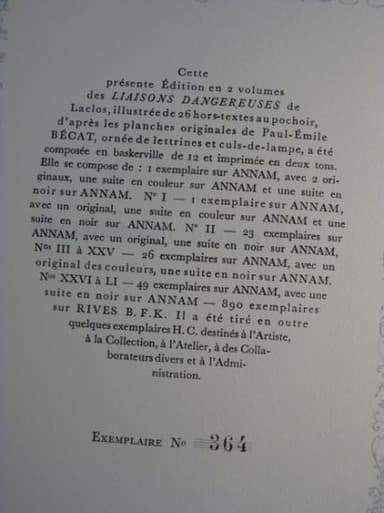 Cette
présente Édition en 2 volumes
des LIAISONS DANGEREUSES de
Laclos, illustrée de 26 hors-textes au pochoir,
d'après les planches originales de Paul-Émile
BÉCAT, ornée de lettrines et culs-de-lampe, a été
composée en baskerville de 12 et imprimée en deux tons.
Elle se compose de : 1 exemplaire sur ANNAM, avec 2 ori-
ginaux, une suite en couleur sur ANNAM et une suite en
noir sur ANNAM. Nº I — 1 exemplaire sur ANNAM,
avec un original, une suite en couleur sur ANNAM et une
suite en noir sur ANNAM. Nº II — 23 exemplaires sur
ANNAM, avec un original, une suite en noir sur ANNAM,
Nos III à XXV — 26 exemplaires sur ANNAM, avec un
original des couleurs, une suite en noir sur ANNAM.
Nos XXVI à LI — 49 exemplaires sur ANNAM, avec une
suite en noir sur ANNAM — 890 exemplaires
sur RIVES B. F. K. Il a été tiré en outre
quelques exemplaires H. C. destinés à l'Artiste,
à la Collection, à l'Atelier, à des Colla-
borateurs divers et à l'Admi-
nistration.
EXEMPLAIRE Nº 364